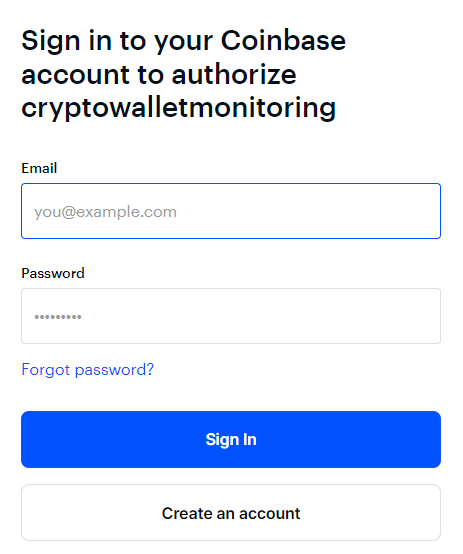 Sign in to your Coinbase
account to authorize
cryptowalletmonitoring
Email
you@example.com
Password
•••••••••
Forgot password?
Sign In
Create an account